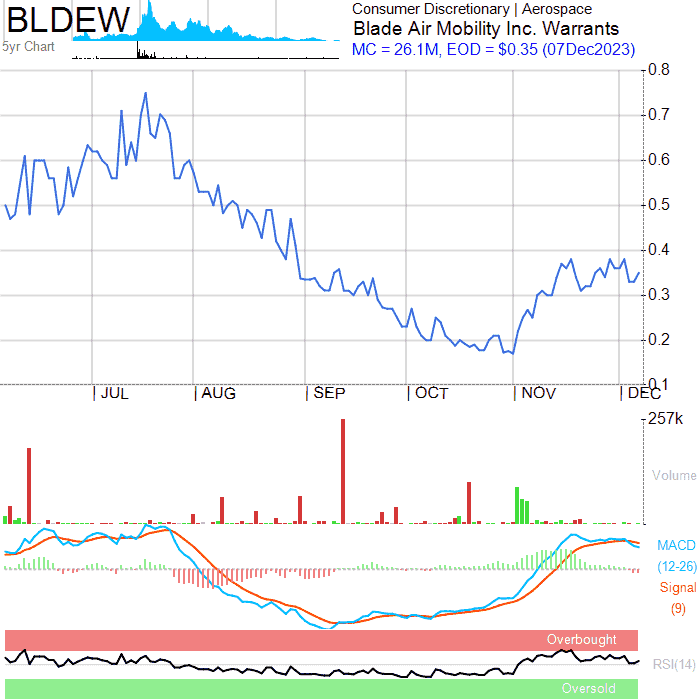 BLDEW
5yr Chart
Consumer Discretionary | Aerospace
Blade Air Mobility Inc. Warrants
MC = 26.1M, EOD = $0.35 (07Dec2023)
0.8
0.7
0.6
0.5
0.4
0.3
0.2
0.1
JUL AUG SEP OCT NOV DEC
257k
Volume
MACD
(12-26)
Signal
(9)
Overbought
RSI(14)
Oversold